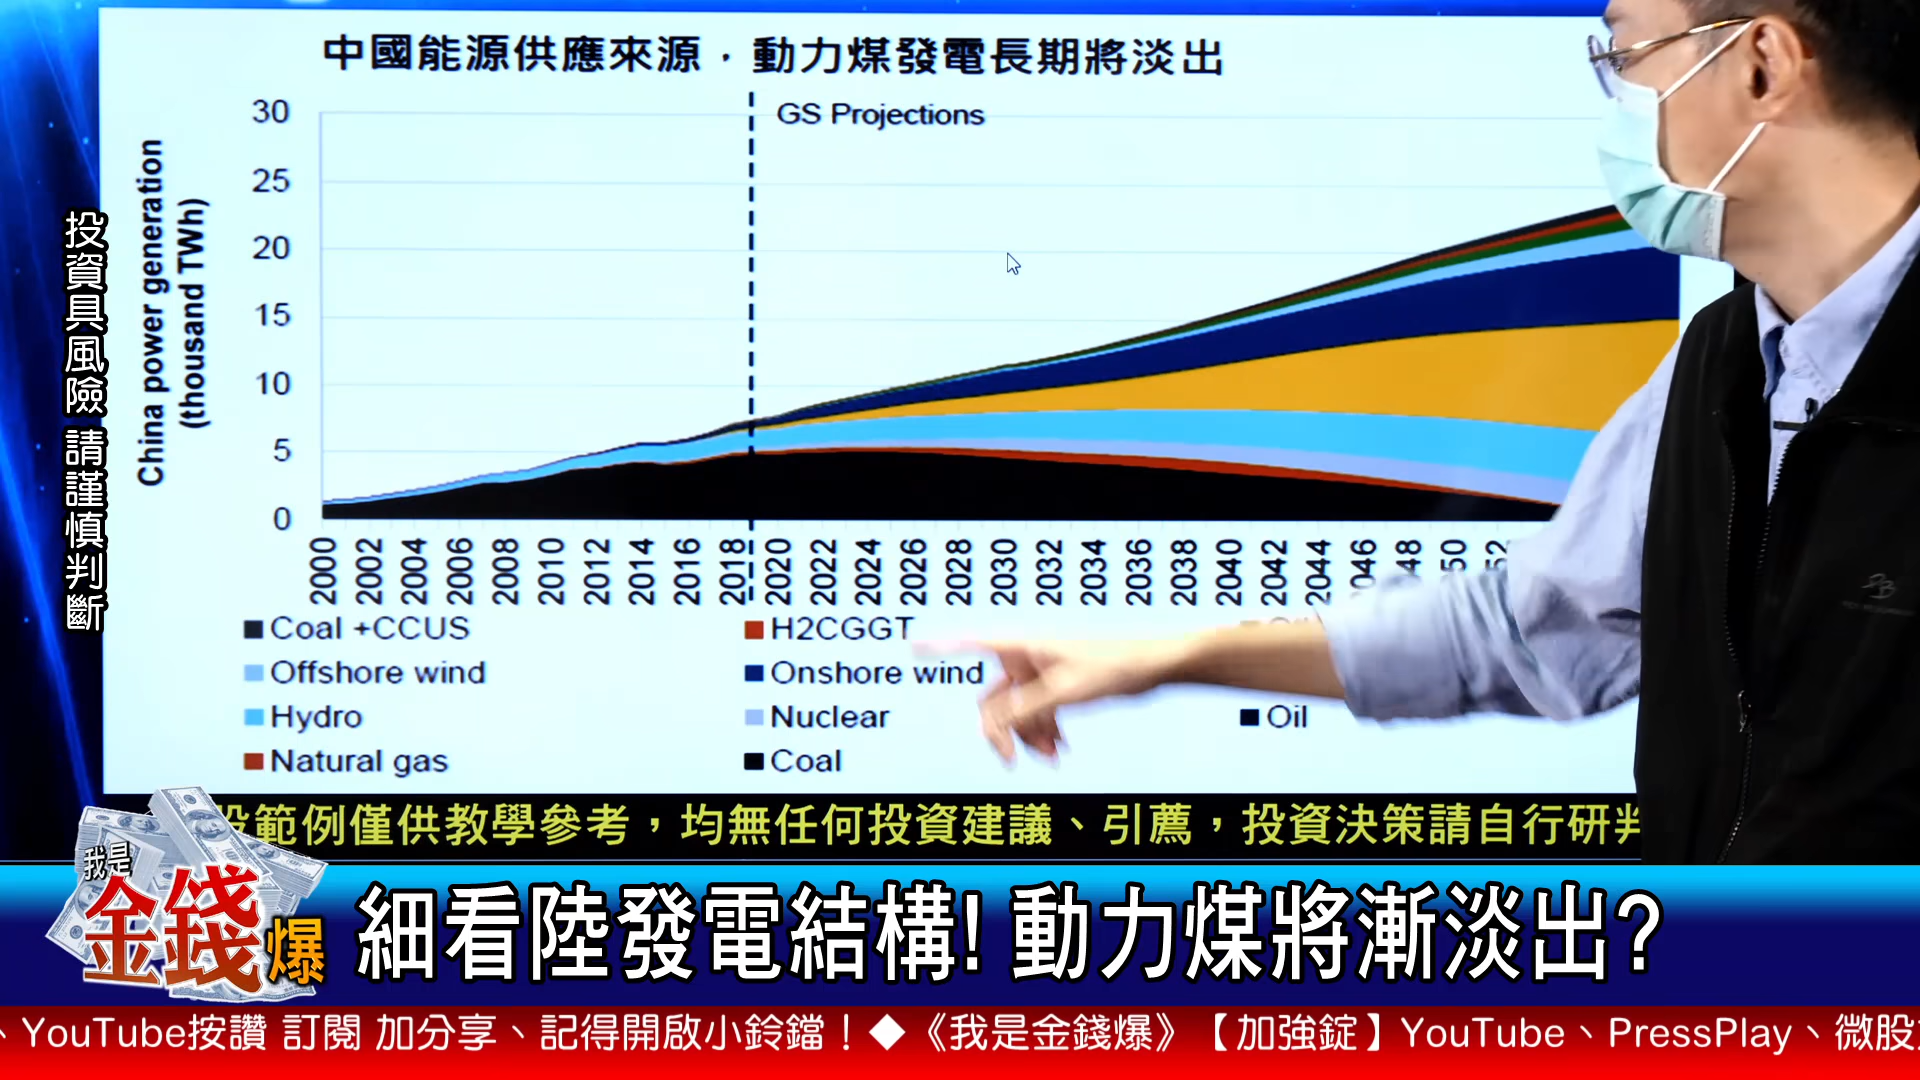 中國能源供應來源，動力煤發電長期將淡出
GS Projections
China power generation
(thousand TWh)
30
25
20
15
10
5
0
2000 2002 2004 2006 2008 2010 2012 2014 2016 2018 2020 2022 2024 2026 2028 2030 2032 2034 2036 2038 2040 2042 2044
Coal +CCUS
H2CGGT
Offshore wind
Onshore wind
Hydro
Nuclear
Oil
Natural gas
Coal
投資具風險 請謹慎判斷
範例僅供教學參考，均無任何投資建議、引薦，投資決策請自行研判
我是
金錢爆
細看陸發電結構! 動力煤將漸淡出?
、YouTube按讚 訂閱 加分享、記得開啟小鈴鐺！◆《我是金錢爆》【加強錠】YouTube、PressPlay、微股